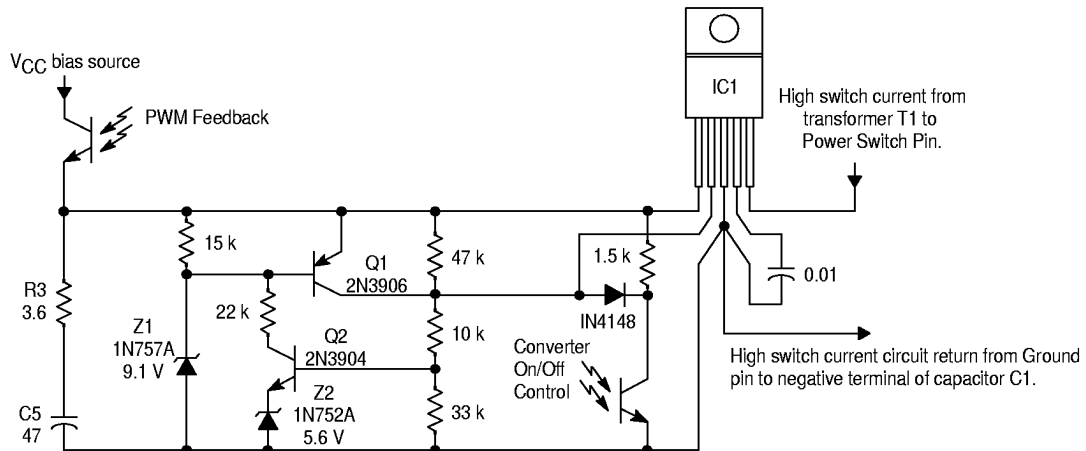 V_CC bias source
PWM Feedback
IC1
High switch current from
transformer T1 to
Power Switch Pin.
15 k
Q1
2N3906
47 k
1.5 k
0.01
R3
3.6
22 k
Z1
1N757A
9.1 V
Q2
2N3904
10 k
IN4148
Converter
On/Off
Control
High switch current circuit return from Ground
pin to negative terminal of capacitor C1.
Z2
1N752A
5.6 V
33 k
C5
47